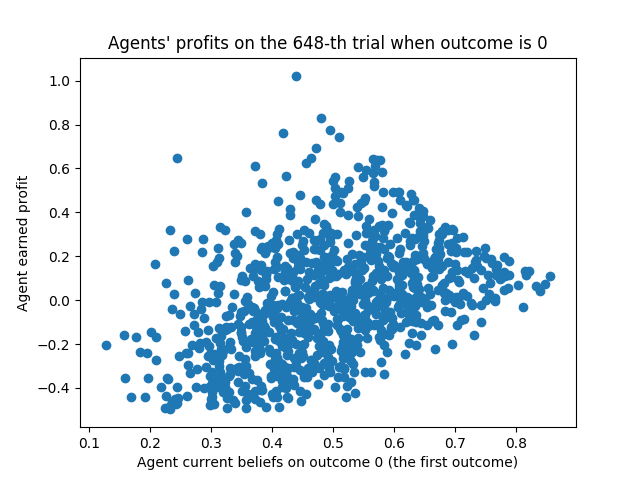 Agents' profits on the 648-th trial when outcome is 0
1.0
0.8
0.6
0.4
0.2
0.0
−0.2
−0.4
Agent earned profit
0.1 0.2 0.3 0.4 0.5 0.6 0.7 0.8
Agent current beliefs on outcome 0 (the first outcome)